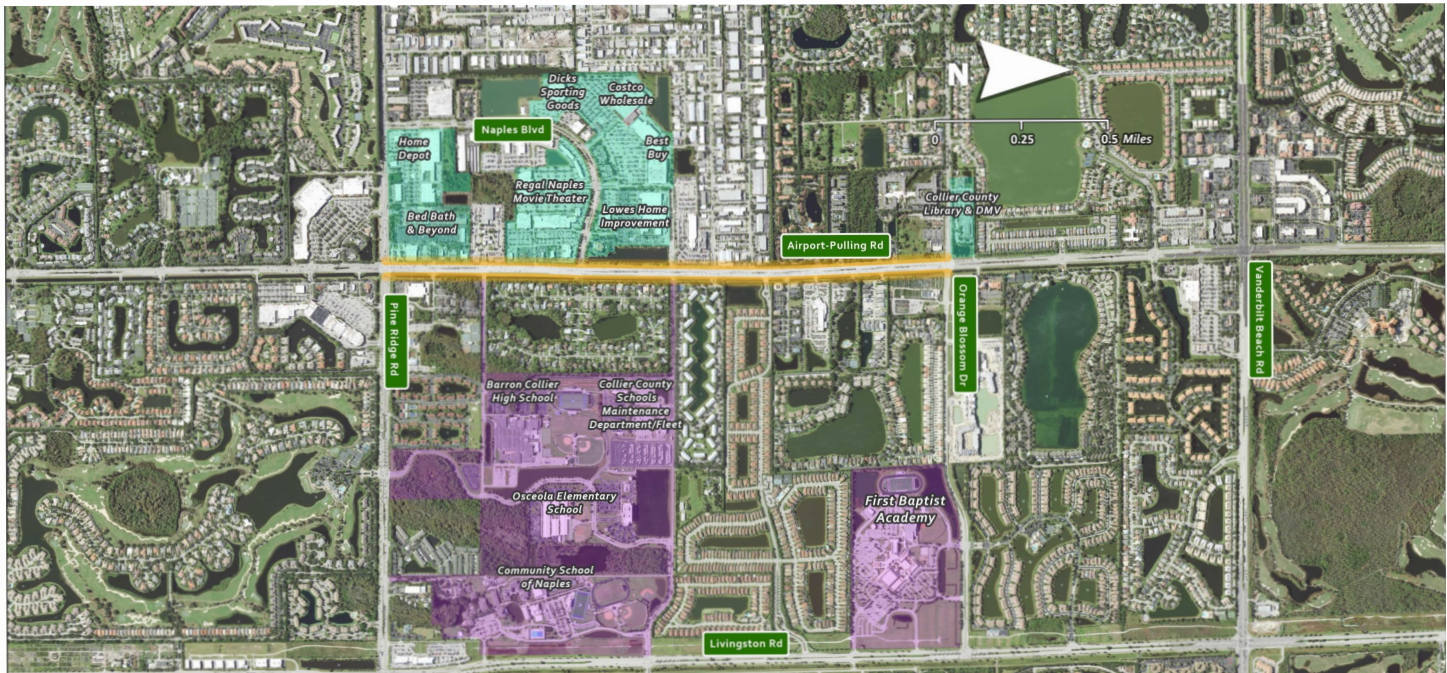 Dicks
Sporting
Goods
Costco
Wholesale
N
Naples Blvd
Home
Depot
Best
Buy
0
0.25
0.5 Miles
Regal Naples
Movie Theater
Bed Bath
& Beyond
Lowes Home
Improvement
Collier County
Library & DMV
Airport-Pulling Rd
Pine Ridge Rd
Orange Blossom Dr
Vanderbilt Beach Rd
Barron Collier
High School
Collier County
Schools
Maintenance
Department/Fleet
Osceola Elementary
School
First Baptist
Academy
Community School
of Naples
Livingston Rd